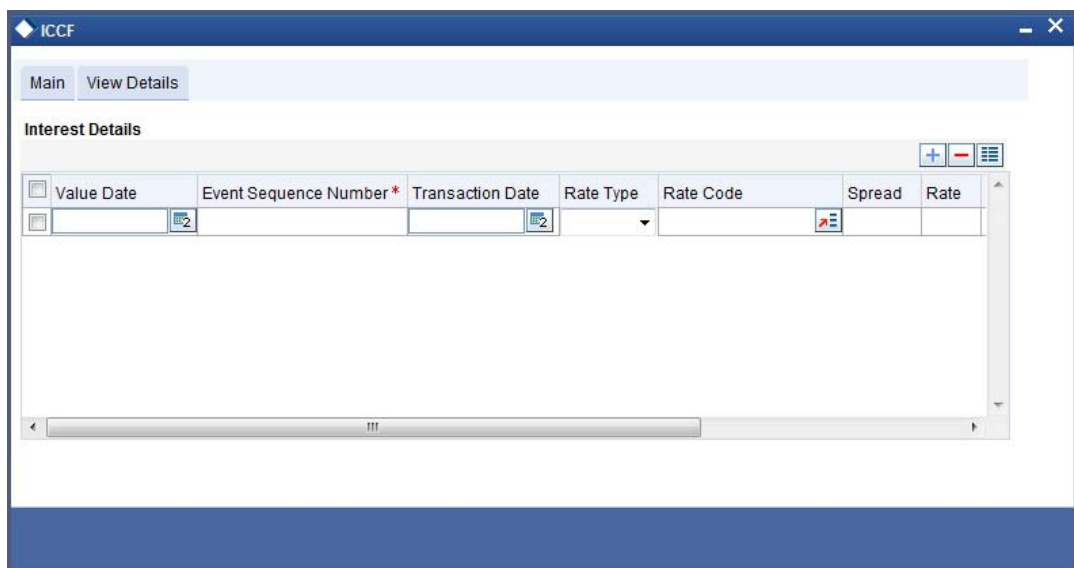 ICCF
Main View Details
Interest Details
Value Date Event Sequence Number * Transaction Date Rate Type Rate Code Spread Rate